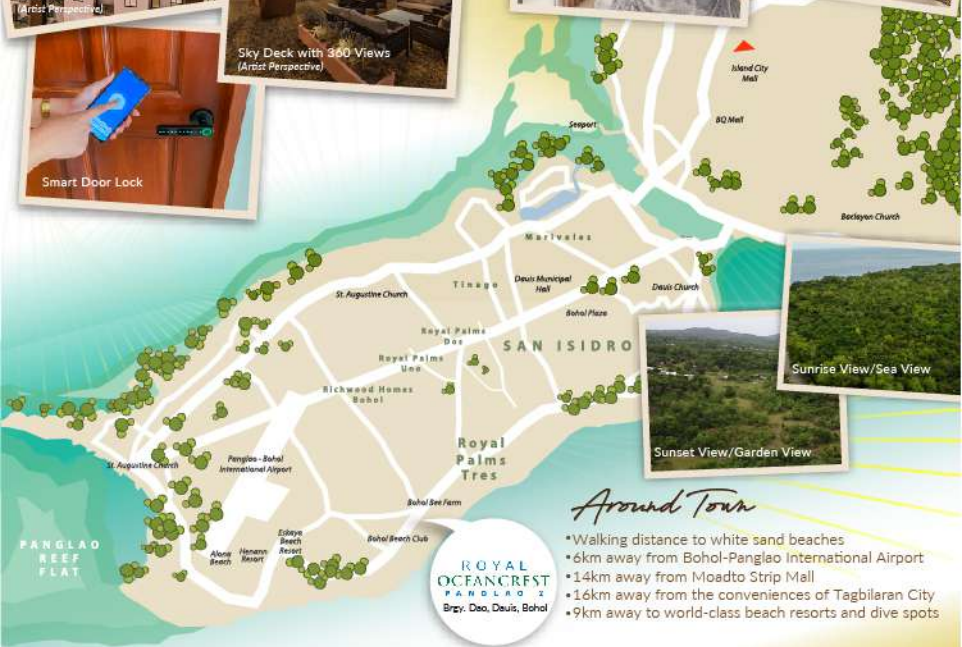 (Artist Perspective)
Sky Deck with 360 Views
(Artist Perspective)
Smart Door Lock
Island City
Mall
BQ Mall
Seaport
Baclayon Church
Mariveles
Tinago
Dauis Municipal
Hall
Dauis Church
St. Augustine Church
Bohol Plaza
Royal Palms
Dos
SAN ISIDRO
Royal Palms
Uno
Richwood Homes
Bohol
Sunrise View/Sea View
Sunset View/Garden View
Royal
Palms
Tres
St. Augustine Church
Panglao - Bohol
International Airport
Bohol Bee Farm
Bohol Beach Club
Eskaya
Beach
Resort
Henann
Resort
Alona
Beach
PANGLAO
REEF
FLAT
ROYAL
OCEANCREST
PANGLAO 2
Brgy. Dao, Dauis, Bohol
Around Town
•Walking distance to white sand beaches
•6km away from Bohol-Panglao International Airport
•14km away from Moadto Strip Mall
•16km away from the conveniences of Tagbilaran City
•9km away to world-class beach resorts and dive spots